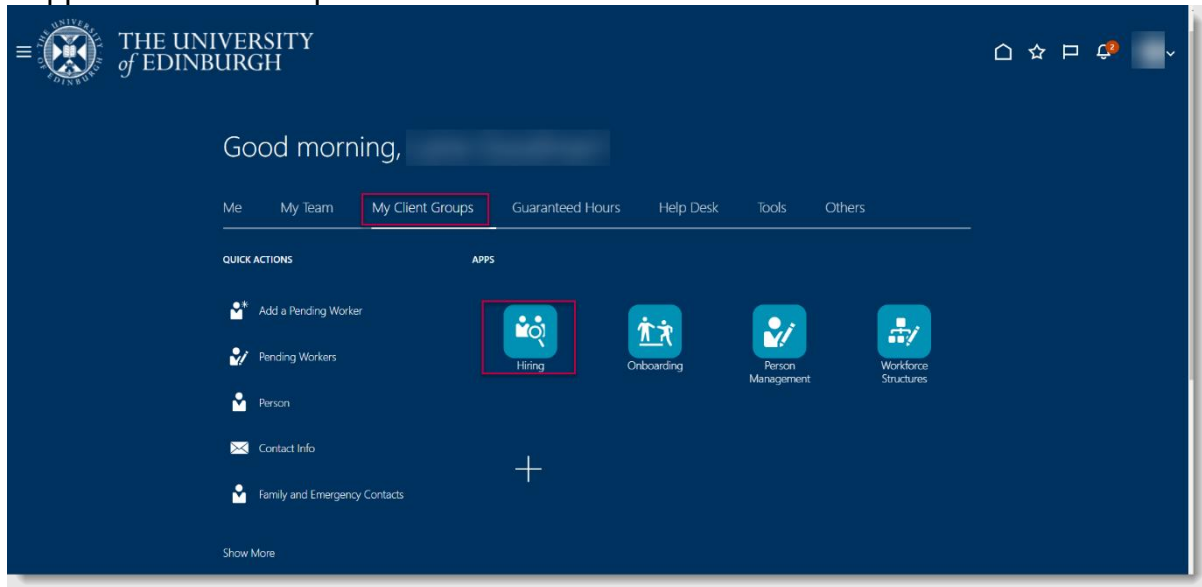 THE UNIVERSITY
of EDINBURGH
2
Good morning,
Me My Team My Client Groups Guaranteed Hours Help Desk Tools Others
QUICK ACTIONS APPS
Add a Pending Worker
Pending Workers
Person
Contact Info
Family and Emergency Contacts
Show More
Hiring
Onboarding
Person
Management
Workforce
Structures